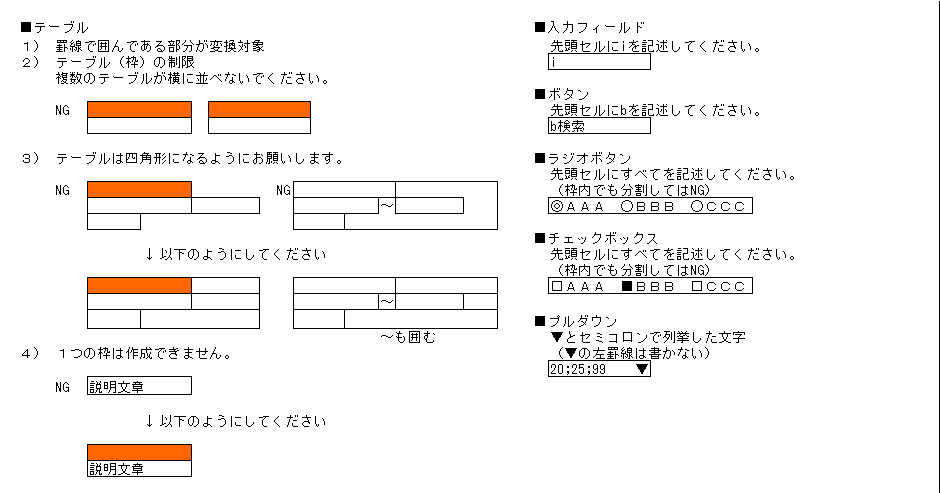 ■テーブル
１） 罫線で囲んである部分が変換対象
２） テーブル（枠）の制限
複数のテーブルが横に並べないでください。
NG
３） テーブルは四角形になるようにお願いします。
NG
NG
～
↓以下のようにしてください
～
～も囲む
４） １つの枠は作成できません。
NG
説明文章
↓以下のようにしてください
説明文章
■入力フィールド
先頭セルにiを記述してください。
i
■ボタン
先頭セルにbを記述してください。
b検索
■ラジオボタン
先頭セルにすべてを記述してください。
（枠内でも分割してはNG）
◎ＡＡＡ ○ＢＢＢ ○ＣＣＣ
■チェックボックス
先頭セルにすべてを記述してください。
（枠内でも分割してはNG）
□ＡＡＡ ■ＢＢＢ □ＣＣＣ
■プルダウン
▼とセミコロンで列挙した文字
（▼の左罫線は書かない）
20;25;99 ▼